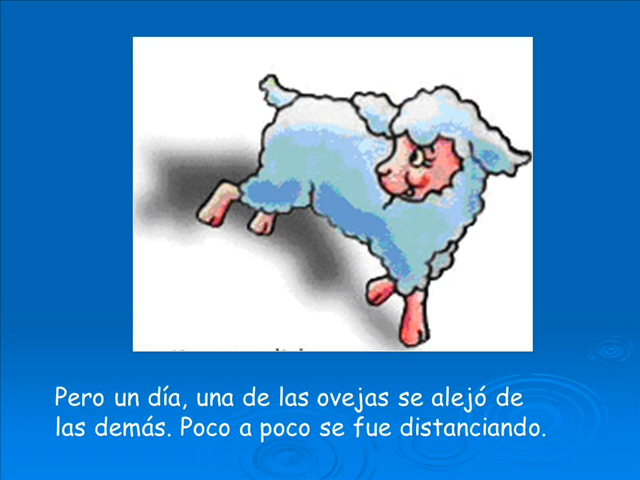 Pero un día, una de las ovejas se alejó de
las demás. Poco a poco se fue distanciando.